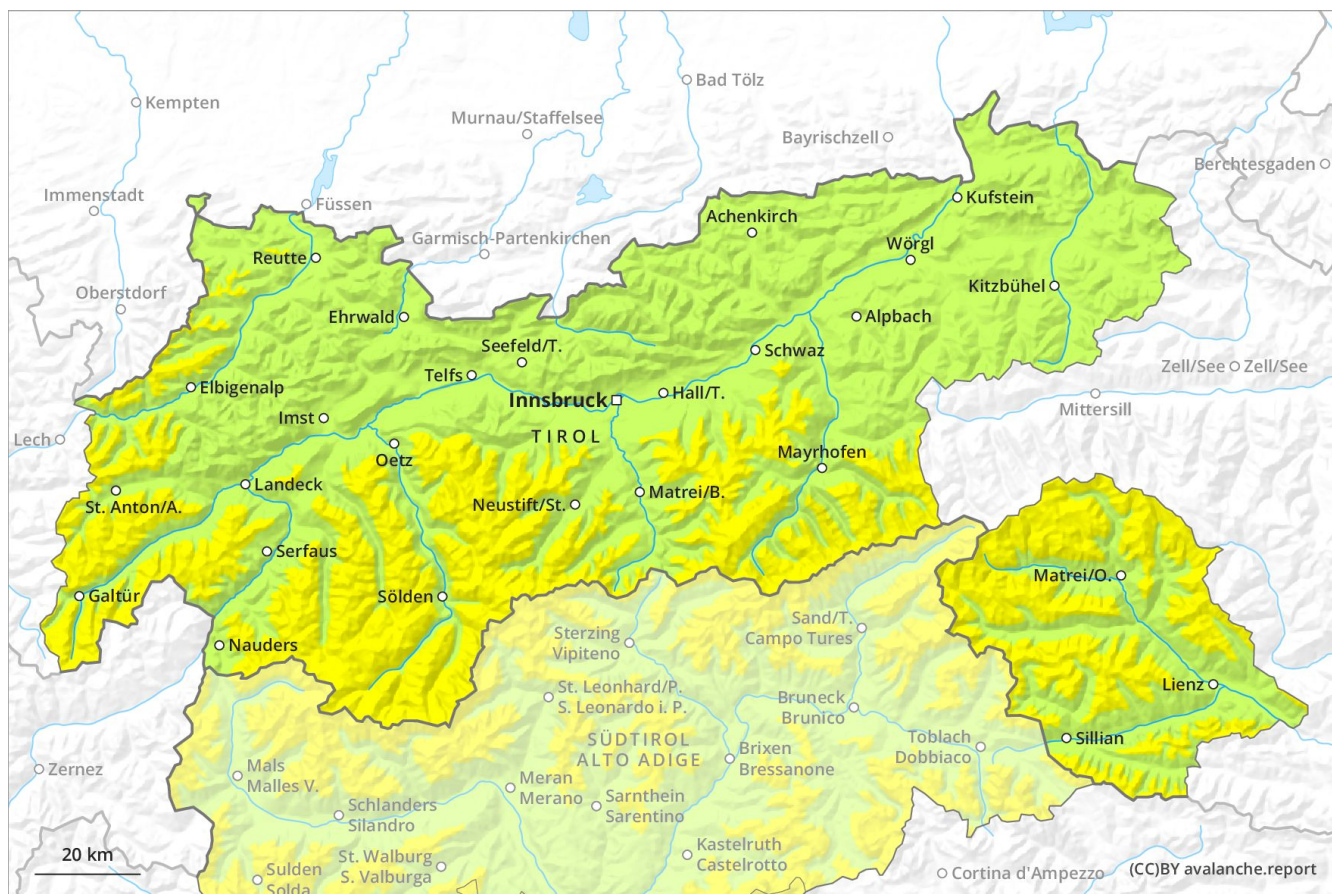 Bad Tölz
Kempten
Murnau/Staffelsee
Bayrischzell
Berchtesgaden
Immenstadt
Füssen
Kufstein
Achenkirch
Garmisch-Partenkirchen
Wörgl
Reutte
Kitzbühel
Oberstdorf
Ehrwald
Alpbach
Seefeld/T.
Schwaz
Zell/See
Zell/See
Telfs
Elbigenalp
Hall/T.
Innsbruck
Mittersill
Imst
Lech
TIROL
Oetz
Mayrhofen
Landeck
Matrei/B.
St. Anton/A.
Neustift/St.
Serfaus
Matrei/O.
Galtür
Sölden
Sand/T.
Campo Tures
Sterzing
Vipiteno
Nauders
Lienz
St. Leonhard/P.
S. Leonardo i. P.
Bruneck
Brunico
SÜDTIROL
ALTO ADIGE
Sillian
Toblach
Dobbiaco
Brixen
Bressanone
Zernez
Mals
Malles V.
Meran
Merano
Sarnthein
Sarentino
Schlanders
Silandro
Kastelruth
Castelrotto
20 km
St. Walburg
S. Valburga
Sulden
Solda
Cortina d'Ampezzo
(CC)BY avalanche.report